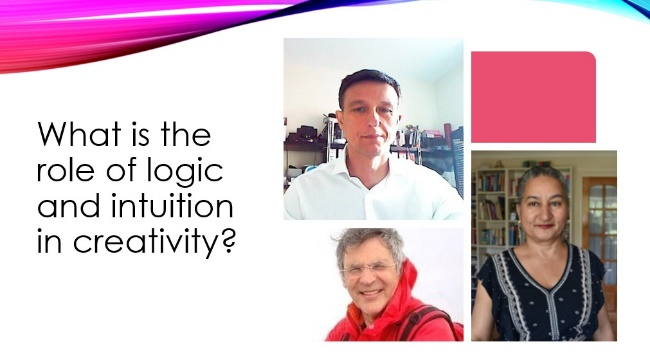 What is the
role of logic
and intuition
in creativity?